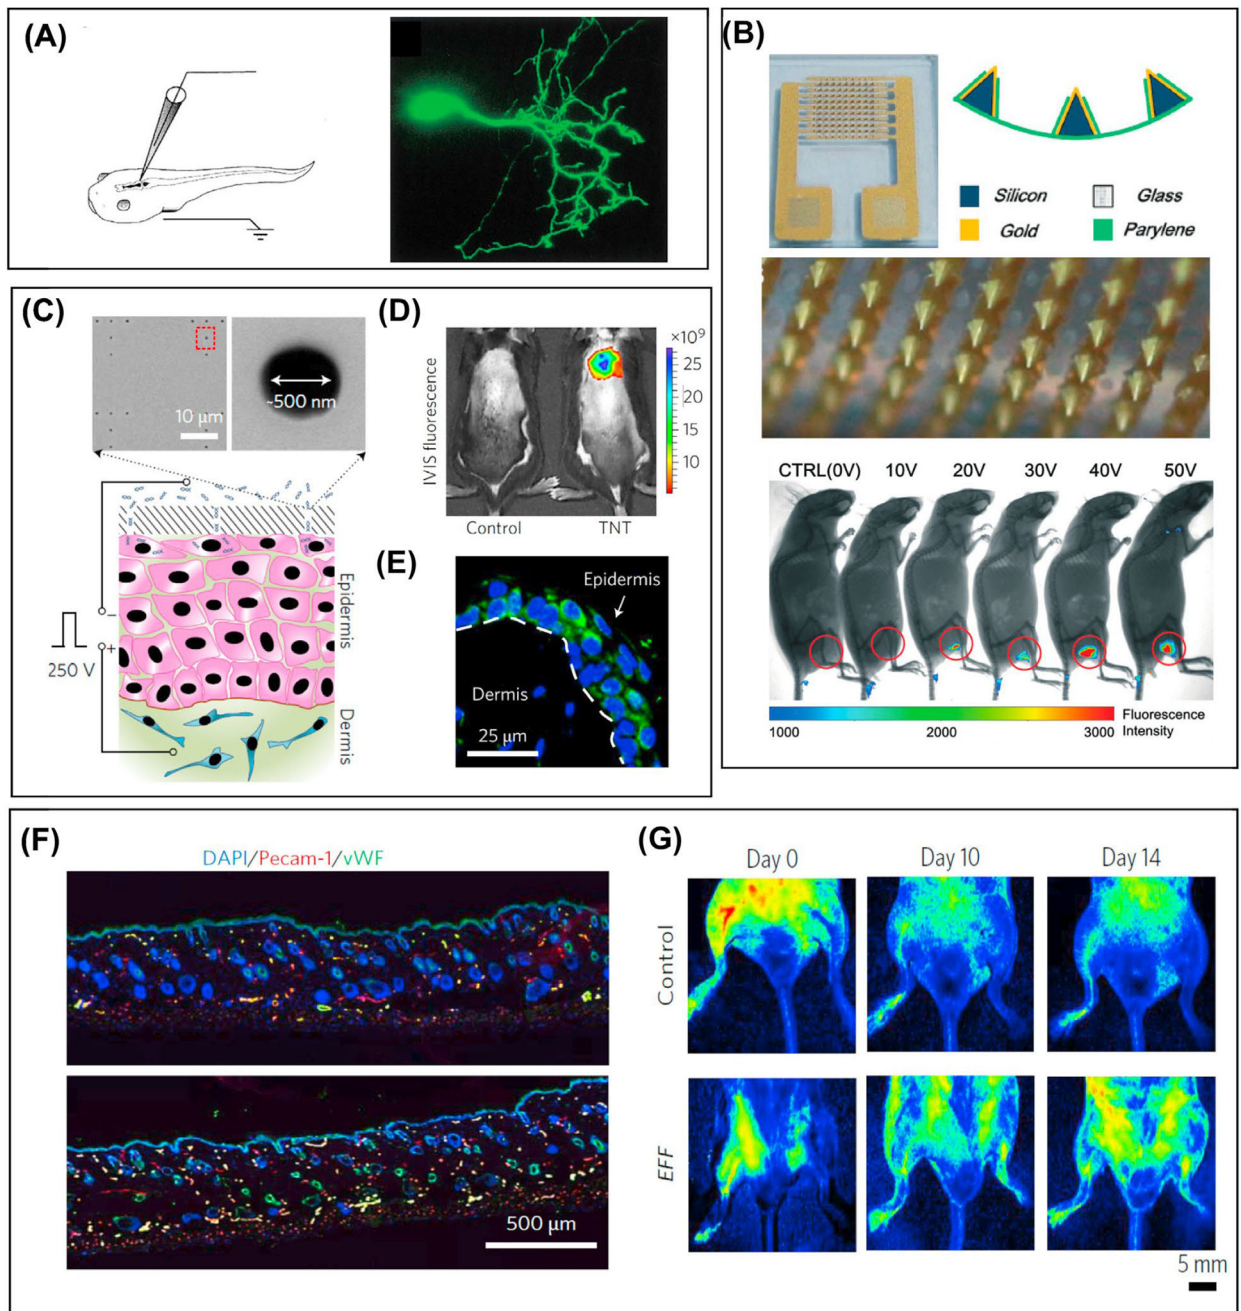 (A)
(B)
Silicon
Glass
Gold
Parylene
CTRL(0V) 10V 20V 30V 40V 50V
1000 2000 3000 Fluorescence Intensity
(C)
10 µm
~500 nm
250 V
Epidermis
Dermis
(D)
IVIS fluorescence
×10⁹
25
20
15
10
Control TNT
(E)
Epidermis
Dermis
25 µm
(F)
DAPI/Pecam-1/vWF
500 µm
(G)
Day 0 Day 10 Day 14
Control
EFF
5 mm